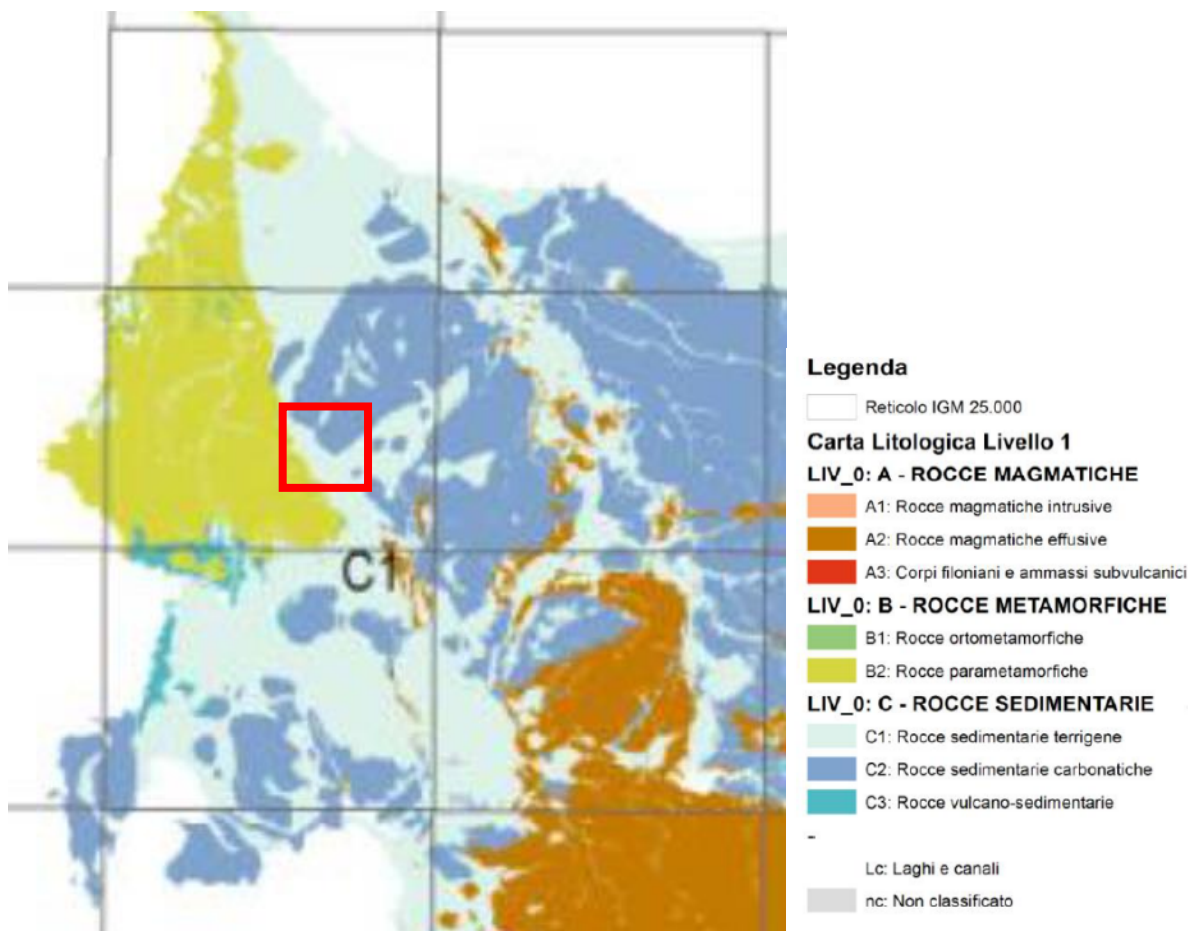 C1
Legenda
Reticolo IGM 25.000
Carta Litologica Livello 1
LIV_0: A - ROCCE MAGMATICHE
A1: Rocce magmatiche intrusive
A2: Rocce magmatiche effusive
A3: Corpi filoniani e ammassi subvulcanici
LIV_0: B - ROCCE METAMORFICHE
B1: Rocce ortometamorfiche
B2: Rocce parametamorfiche
LIV_0: C - ROCCE SEDIMENTARIE
C1: Rocce sedimentarie terrigene
C2: Rocce sedimentarie carbonatiche
C3: Rocce vulcano-sedimentarie
-
Lc: Laghi e canali
nc: Non classificato